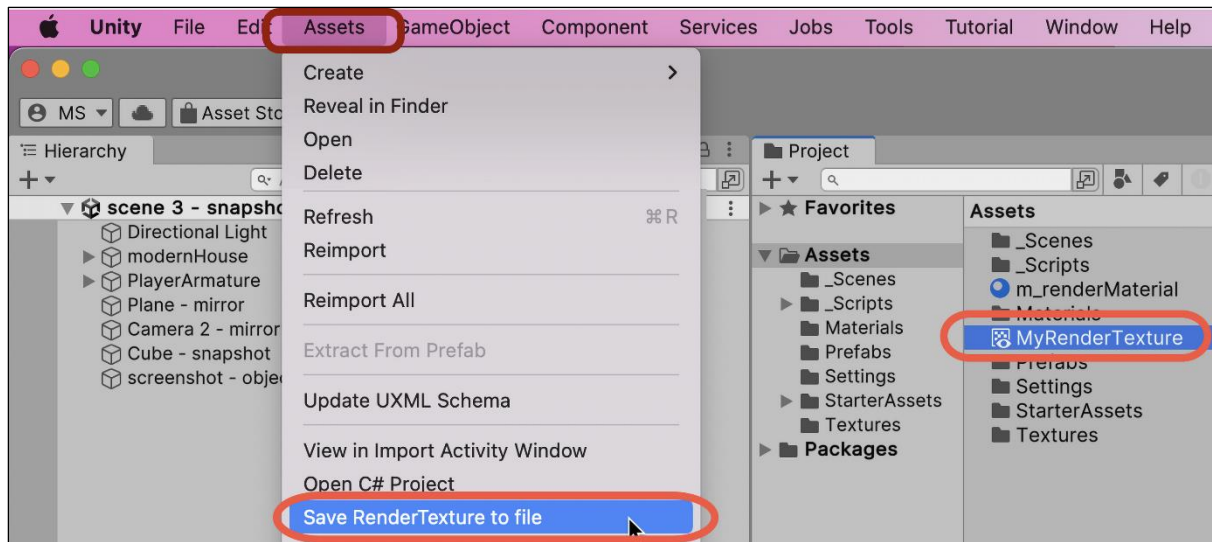 Unity File Edit Assets GameObject Component Services Jobs Tools Tutorial Window Help
MS Asset Sto
Hierarchy
scene 3 - snapsho
Directional Light
modernHouse
PlayerArmature
Plane - mirror
Camera 2 - mirror
Cube - snapshot
screenshot - obje
Create
Reveal in Finder
Open
Delete
Refresh ⌘R
Reimport
Reimport All
Extract From Prefab
Update UXML Schema
View in Import Activity Window
Open C# Project
Save RenderTexture to file
Project
Favorites
Assets
_Scenes
_Scripts
Materials
Prefabs
Settings
StarterAssets
Textures
Packages
Assets
_Scenes
_Scripts
m_renderMaterial
Materials
MyRenderTexture
Prefabs
Settings
StarterAssets
Textures